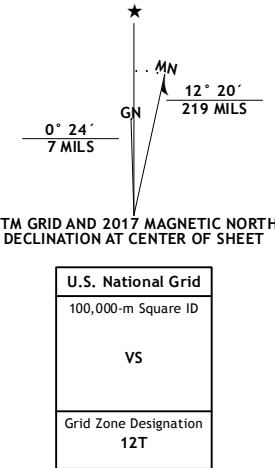 MN
12° 20´
219 MILS
GN
0° 24´
7 MILS
TM GRID AND 2017 MAGNETIC NORTH
DECLINATION AT CENTER OF SHEET
U.S. National Grid
100,000-m Square ID
VS
Grid Zone Designation
12T